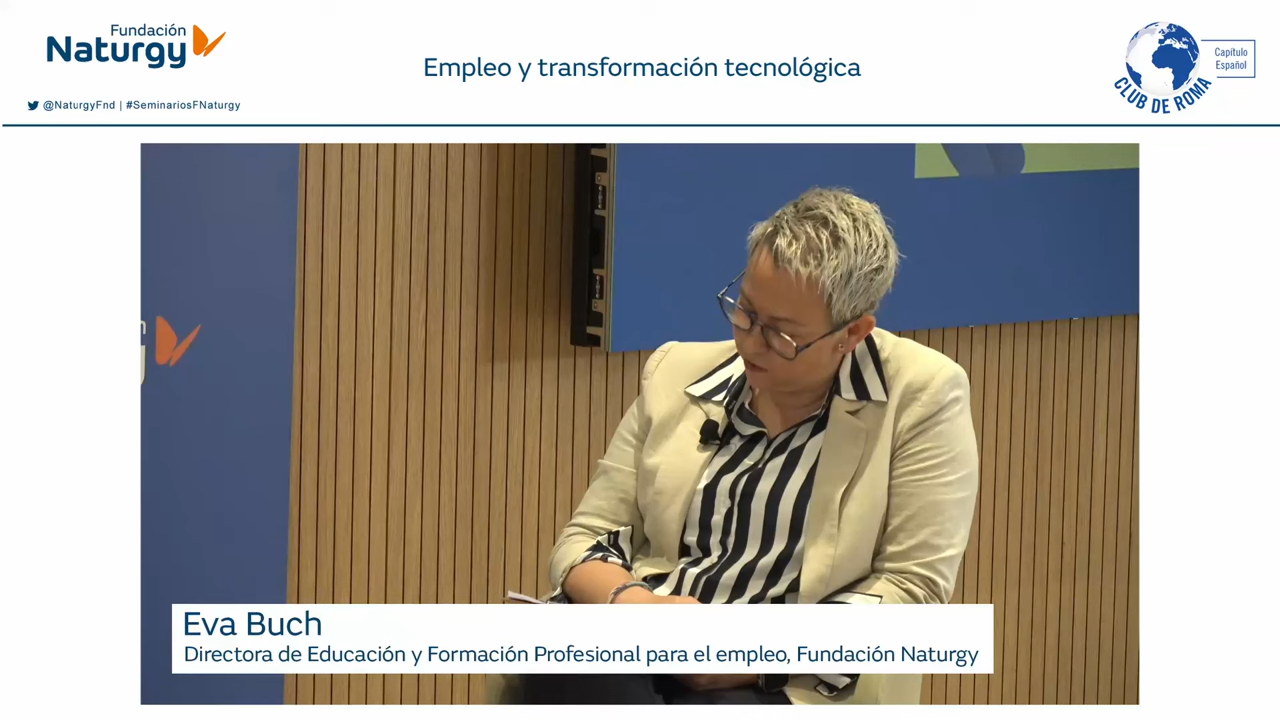 Fundación
Naturgy
@NaturgyFnd | #SeminariosFNaturgy
Empleo y transformación tecnológica
Capítulo
Español
CLUB DE ROMA
Eva Buch
Directora de Educación y Formación Profesional para el empleo, Fundación Naturgy